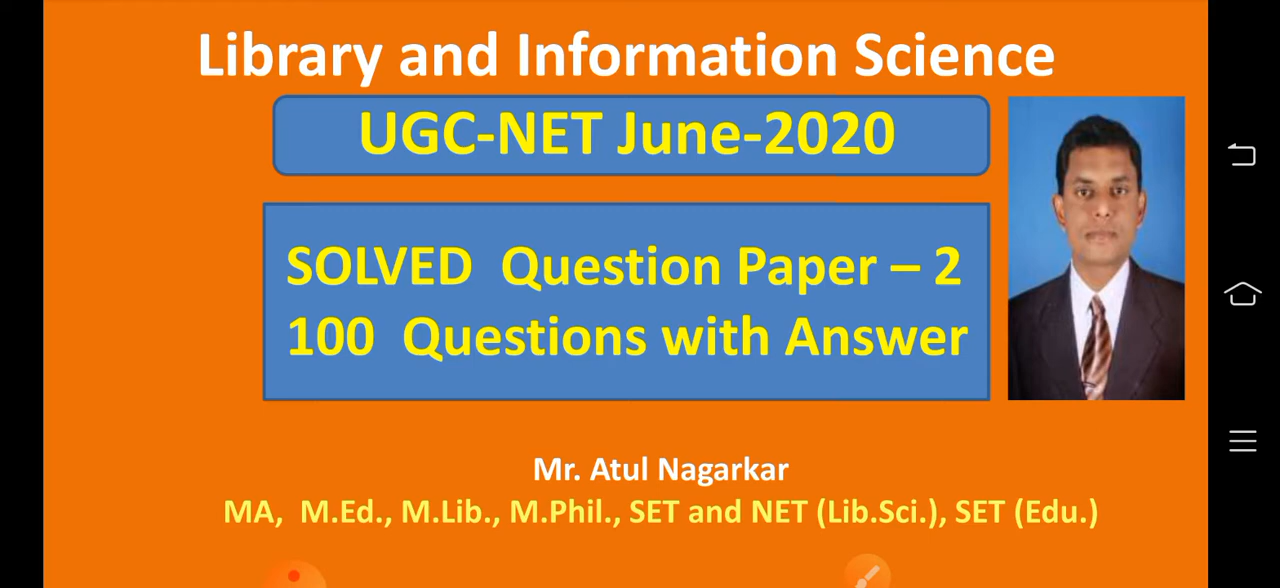 Library and Information Science
UGC-NET June-2020
SOLVED Question Paper – 2
100 Questions with Answer
Mr. Atul Nagarkar
MA, M.Ed., M.Lib., M.Phil., SET and NET (Lib.Sci.), SET (Edu.)